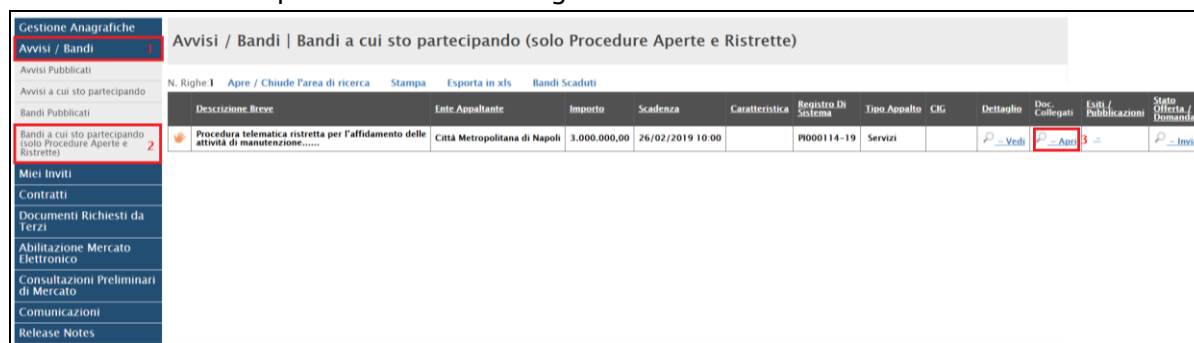 Gestione Anagrafiche
Avvisi / Bandi 1
Avvisi Pubblicati
Avvisi a cui sto partecipando
Bandi Pubblicati
Bandi a cui sto partecipando
(solo Procedure Aperte e
Ristrette) 2
Miei Inviti
Contratti
Documenti Richiesti da
Terzi
Abilitazione Mercato
Elettronico
Consultazioni Preliminari
di Mercato
Comunicazioni
Release Notes
Avvisi / Bandi | Bandi a cui sto partecipando (solo Procedure Aperte e Ristrette)
N. Righe:1 Apre / Chiude l'area di ricerca Stampa Esporta in xls Bandi Scaduti
Descrizione Breve
Ente Appaltante
Importo
Scadenza
Caratteristica
Registro Di
Sistema
Tipo Appalto
CIG
Dettaglio
Doc.
Collegati
Esiti /
Pubblicazioni
Stato
Offerta /
Domanda
Procedura telematica ristretta per l'affidamento delle
attività di manutenzione......
Città Metropolitana di Napoli
3.000.000,00
26/02/2019 10:00
PI000114-19
Servizi
- Vedi
- Apri 3
-
- Invi